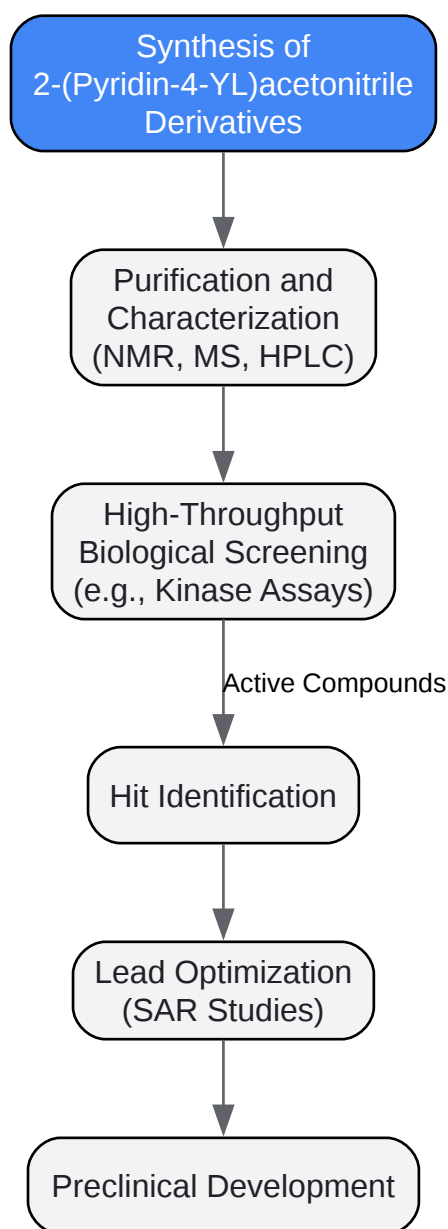 Synthesis of
2-(Pyridin-4-YL)acetonitrile
Derivatives
Purification and
Characterization
(NMR, MS, HPLC)
High-Throughput
Biological Screening
(e.g., Kinase Assays)
Active Compounds
Hit Identification
Lead Optimization
(SAR Studies)
Preclinical Development